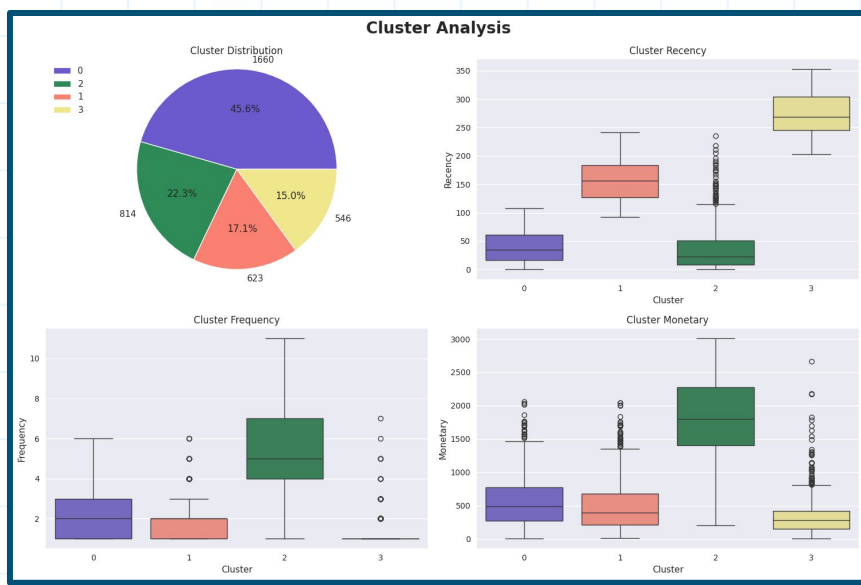 Cluster Analysis
Cluster Distribution
0
2
1
3
1660
45.6%
22.3%
814
17.1%
623
15.0%
546
Cluster Recency
Recency
350
300
250
200
150
100
50
0
0 1 2 3
Cluster
Cluster Frequency
Frequency
10
8
6
4
2
0 1 2 3
Cluster
Cluster Monetary
Monetary
3000
2500
2000
1500
1000
500
0
0 1 2 3
Cluster